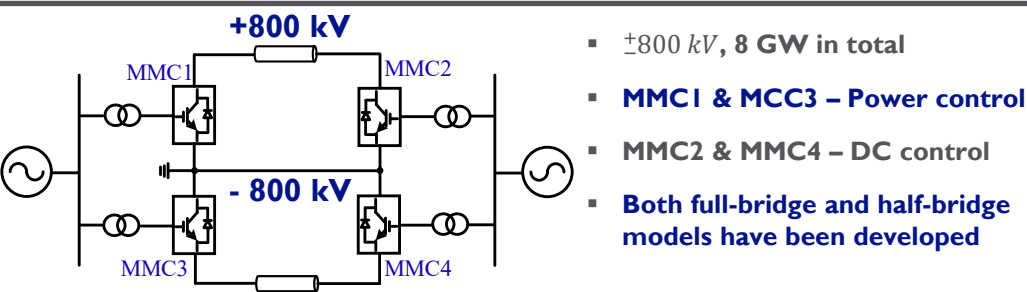 +800 kV
MMC1
MMC2
- 800 kV
MMC3
MMC4
▪ ±800 kV, 8 GW in total
▪ MMC1 & MCC3 – Power control
▪ MMC2 & MMC4 – DC control
▪ Both full-bridge and half-bridge
models have been developed